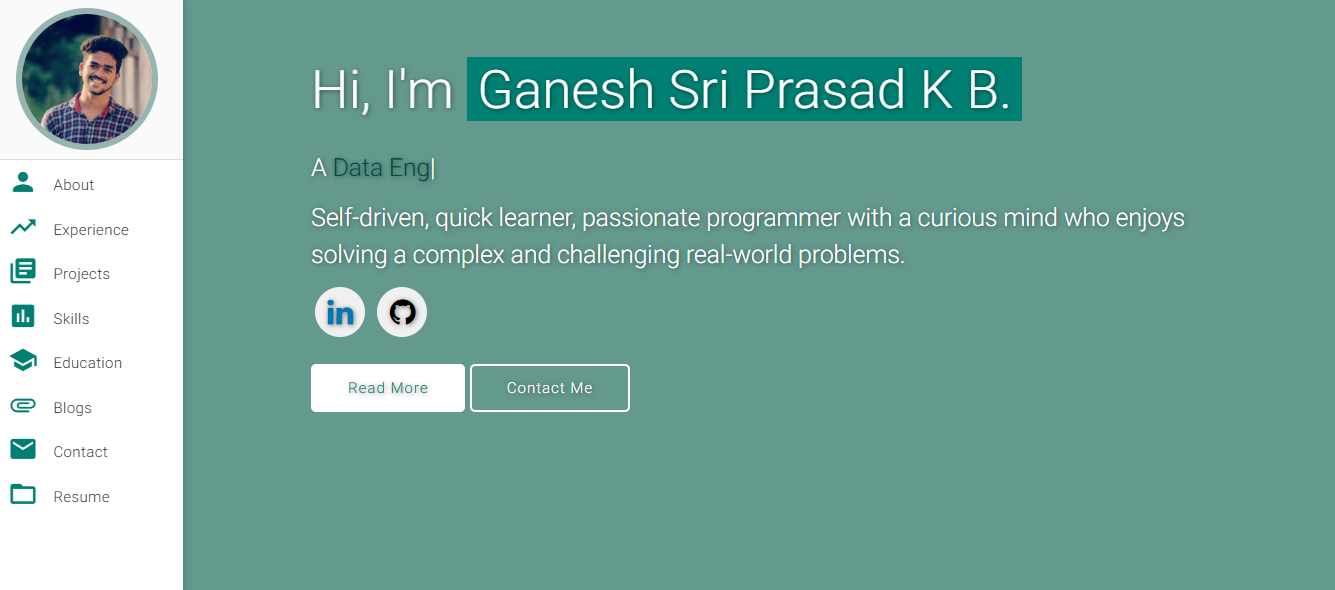 About
Experience
Projects
Skills
Education
Blogs
Contact
Resume
Hi, I'm Ganesh Sri Prasad K B.
A Data Eng|
Self-driven, quick learner, passionate programmer with a curious mind who enjoys
solving a complex and challenging real-world problems.
in
Read More
Contact Me